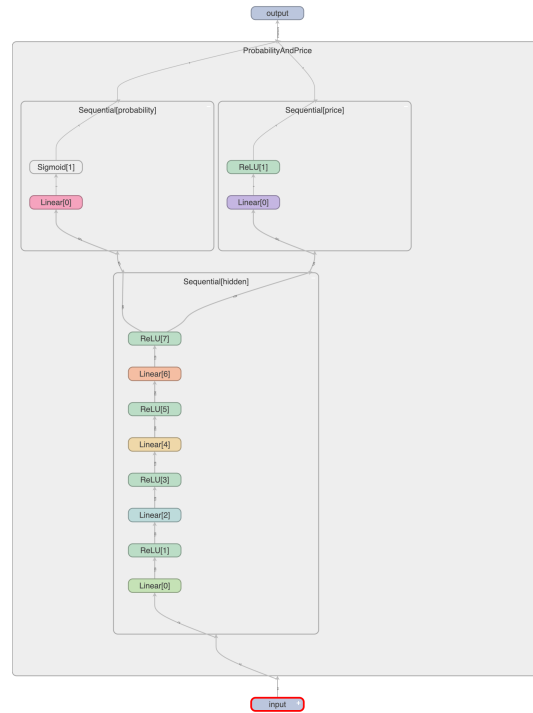 output
ProbabilityAndPrice
Sequential[probability]
Sequential[price]
Sigmoid[1]
ReLU[1]
Linear[0]
Linear[0]
Sequential[hidden]
ReLU[7]
Linear[6]
ReLU[5]
Linear[4]
ReLU[3]
Linear[2]
ReLU[1]
Linear[0]
input